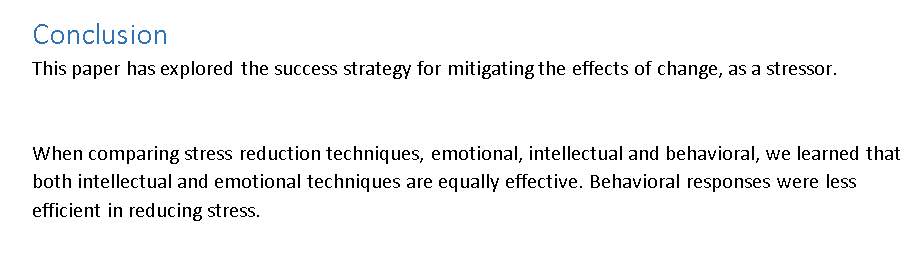 Conclusion
This paper has explored the success strategy for mitigating the effects of change, as a stressor.
When comparing stress reduction techniques, emotional, intellectual and behavioral, we learned that
both intellectual and emotional techniques are equally effective. Behavioral responses were less
efficient in reducing stress.